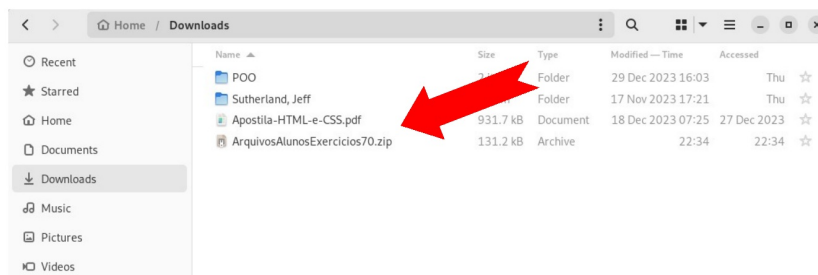 Home / Downloads
Name Size Type Modified — Time Accessed
Recent
POO Folder 29 Dec 2023 16:03 Thu
Starred
Sutherland, Jeff Folder 17 Nov 2023 17:21 Thu
Home
Apostila-HTML-e-CSS.pdf 931.7 kB Document 18 Dec 2023 07:25 27 Dec 2023
ArquivosAlunosExercicios70.zip 131.2 kB Archive 22:34 22:34
Documents
Downloads
Music
Pictures
Videos